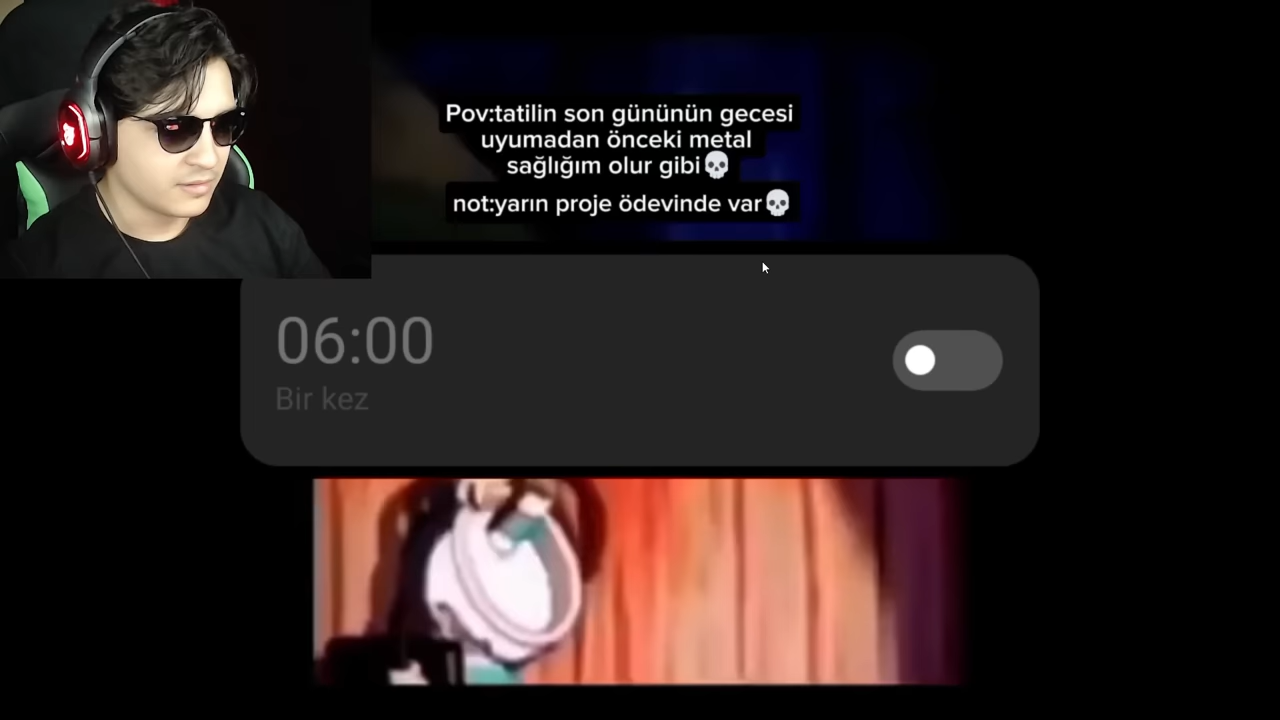 Pov:tatilin son gününün gecesi
uyumadan önceki metal
sağlığım olur gibi💀
not:yarın proje ödevinde var💀
06:00
Bir kez